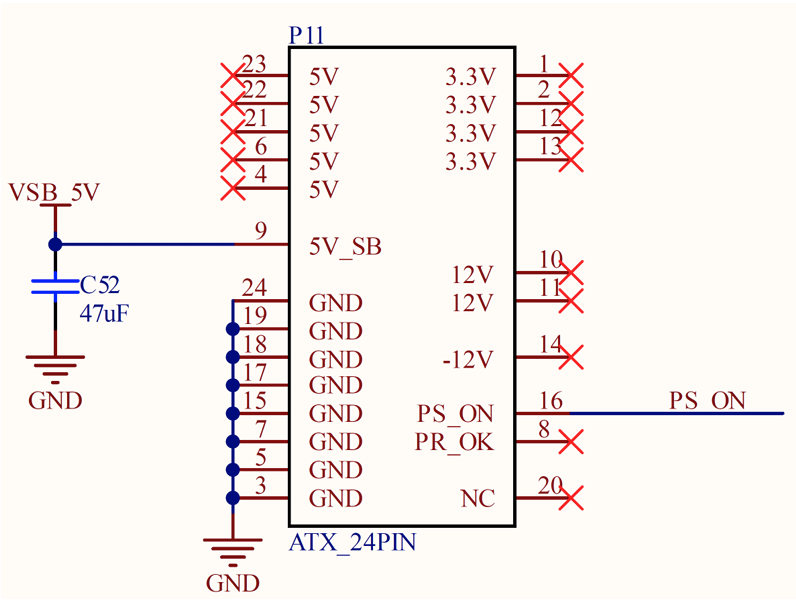 P11
23 5V 3.3V 1
22 5V 3.3V 2
21 5V 3.3V 12
6 5V 3.3V 13
4 5V
VSB_5V
9 5V_SB
12V 10
C52
24 GND 12V 11
47uF
19 GND
18 GND -12V 14
17 GND
GND
15 GND PS_ON 16 PS_ON
7 GND PR_OK 8
5 GND
3 GND NC 20
ATX_24PIN
GND